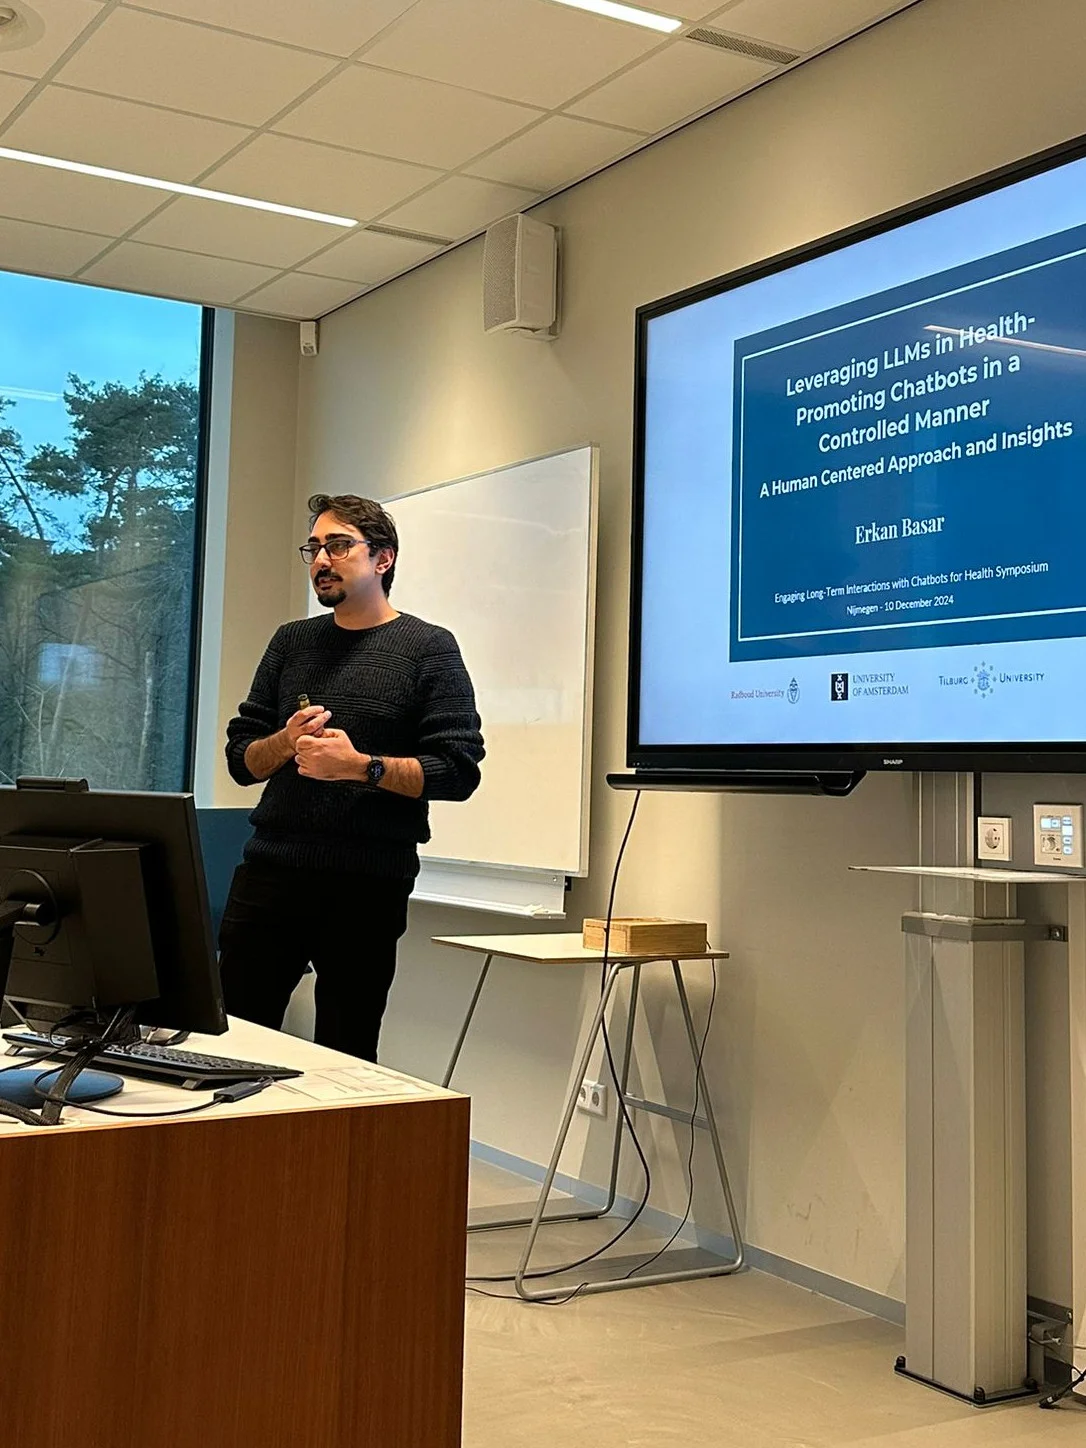 Leveraging LLMs in Health-
Promoting Chatbots in a
Controlled Manner
A Human Centered Approach and Insights
Erkan Basar
Engaging Long-Term Interactions with Chatbots for Health Symposium
Nijmegen - 10 December 2024
Radboud University
UNIVERSITY
OF AMSTERDAM
TILBURG UNIVERSITY
SHARP